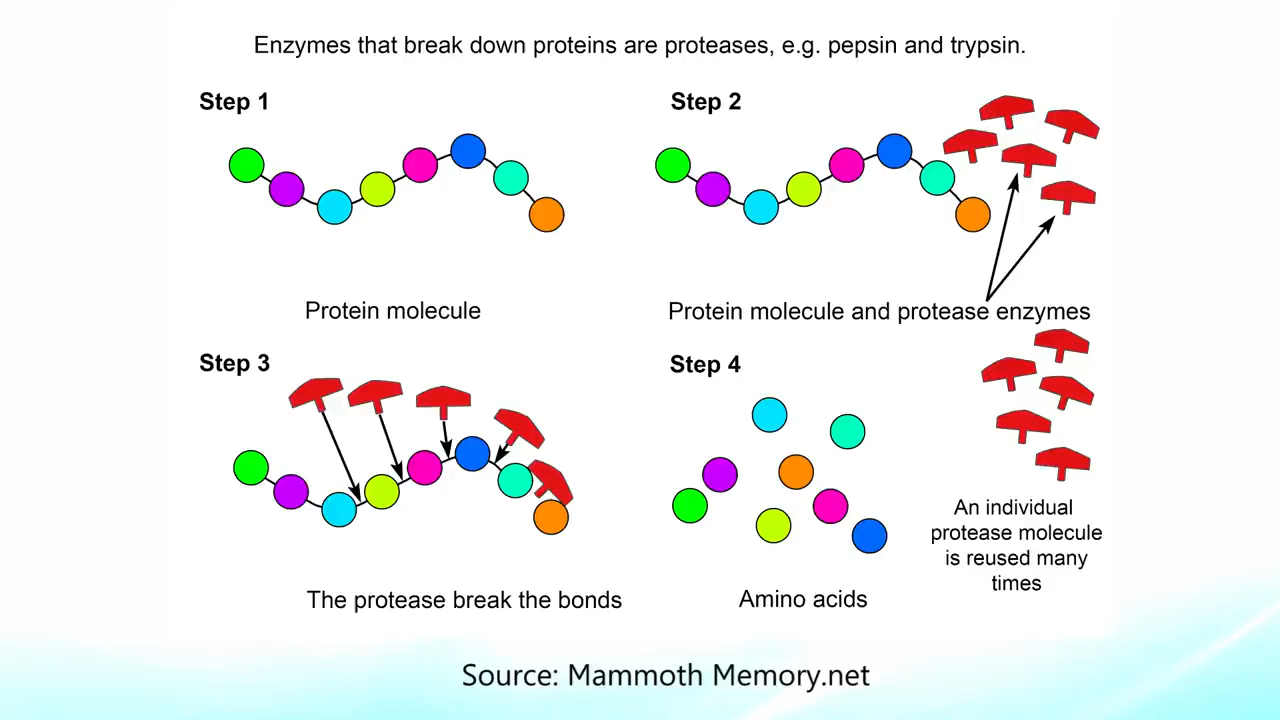 Enzymes that break down proteins are proteases, e.g. pepsin and trypsin.
Step 1
Step 2
Protein molecule
Protein molecule and protease enzymes
Step 3
Step 4
The protease break the bonds
Amino acids
An individual
protease molecule
is reused many
times
Source: Mammoth Memory.net